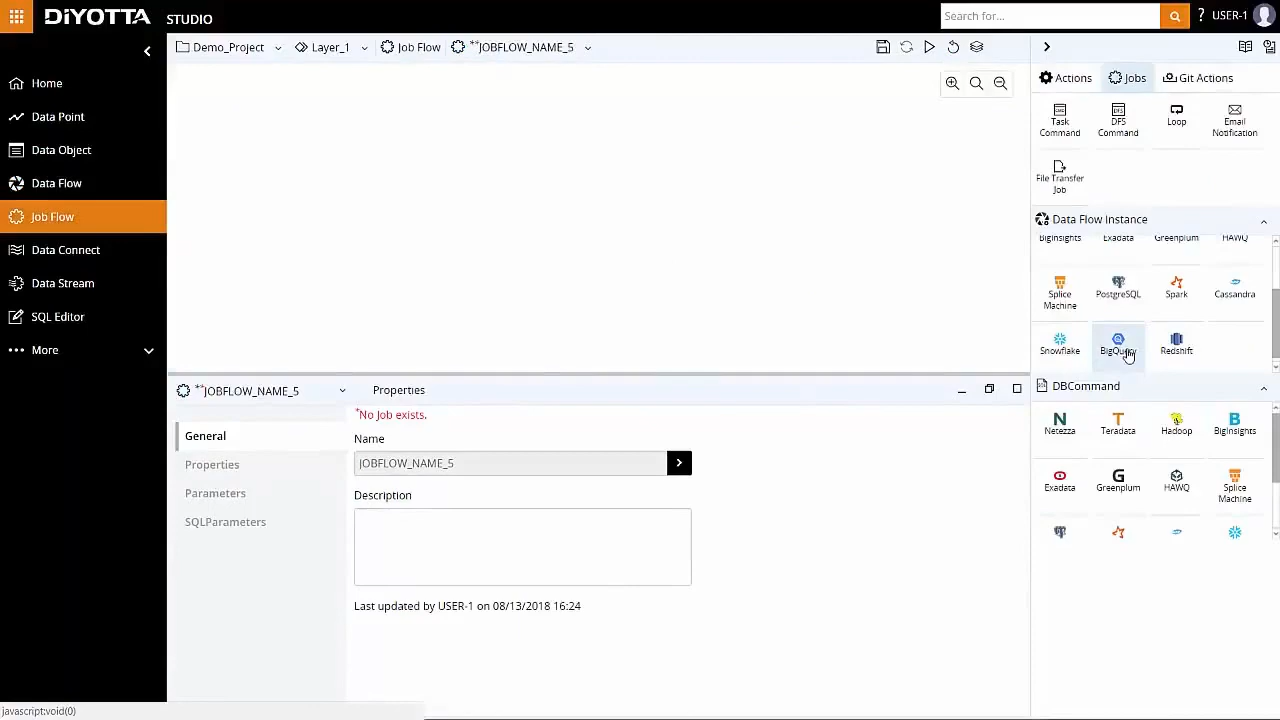 DiYOTTA STUDIO
Search for...
? USER-1
Demo_Project
Layer_1
Job Flow
**JOBFLOW_NAME_5
Home
Data Point
Data Object
Data Flow
Job Flow
Data Connect
Data Stream
SQL Editor
More
Actions
Jobs
Git Actions
Task Command
DFS Command
Loop
Email Notification
File Transfer Job
Data Flow Instance
BigInsights
Exadata
Greenplum
HAWQ
Splice Machine
PostgreSQL
Spark
Cassandra
Snowflake
BigQuery
Redshift
DBCommand
Netezza
Teradata
Hadoop
BigInsights
Exadata
Greenplum
HAWQ
Splice Machine
**JOBFLOW_NAME_5
Properties
*No Job exists.
General
Properties
Parameters
SQLParameters
Name
JOBFLOW_NAME_5
Description
Last updated by USER-1 on 08/13/2018 16:24
javascript:void(0)